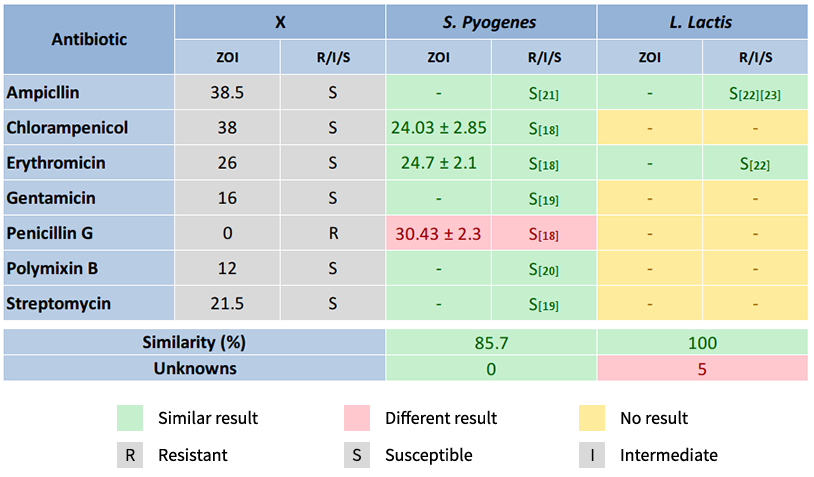 Antibiotic X S. Pyogenes L. Lactis
ZOI R/I/S ZOI R/I/S ZOI R/I/S
Ampicllin 38.5 S - S[21] - S[22][23]
Chlorampenicol 38 S 24.03 ± 2.85 S[18] - -
Erythromicin 26 S 24.7 ± 2.1 S[18] - S[22]
Gentamicin 16 S - S[19] - -
Penicillin G 0 R 30.43 ± 2.3 S[18] - -
Polymixin B 12 S - S[20] - -
Streptomycin 21.5 S - S[19] - -
Similarity (%) 85.7 100
Unknowns 0 5
Similar result Different result No result
R Resistant S Susceptible I Intermediate